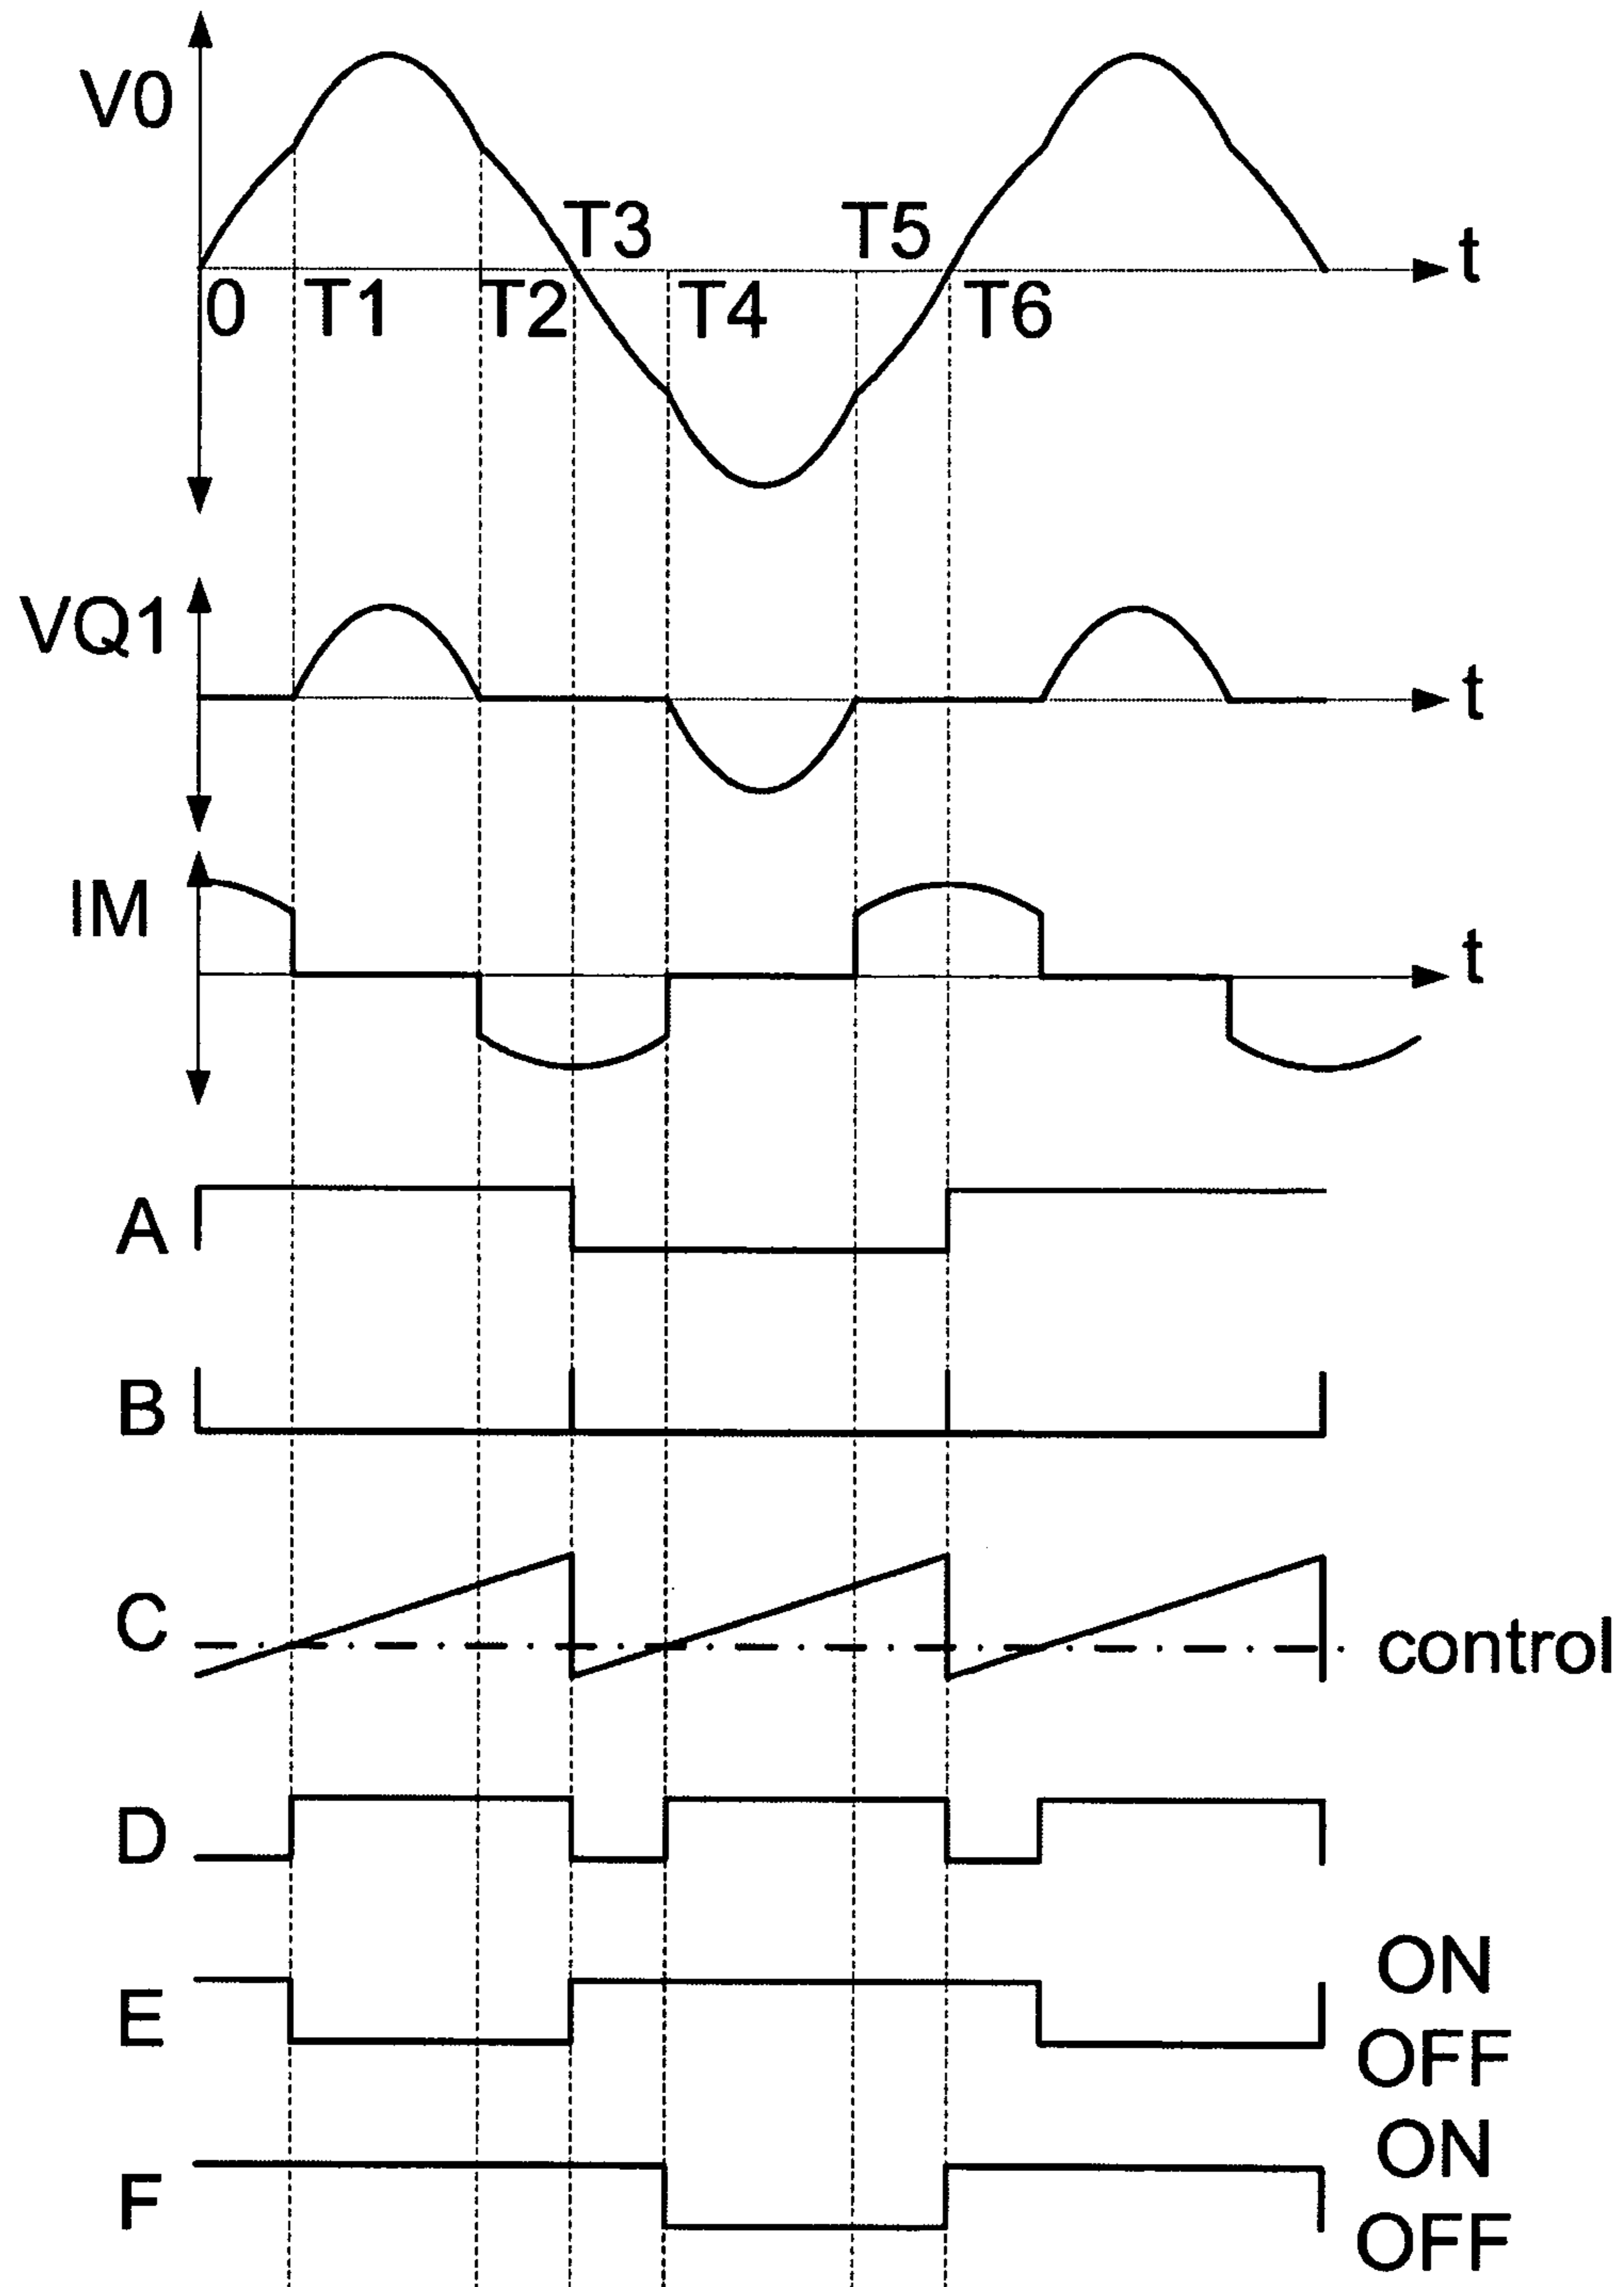 V0
T3 T5 t
0 T1 T2 T4 T6
VQ1
t
IM
t
A
B
C control
D
E ON
OFF
F ON
OFF